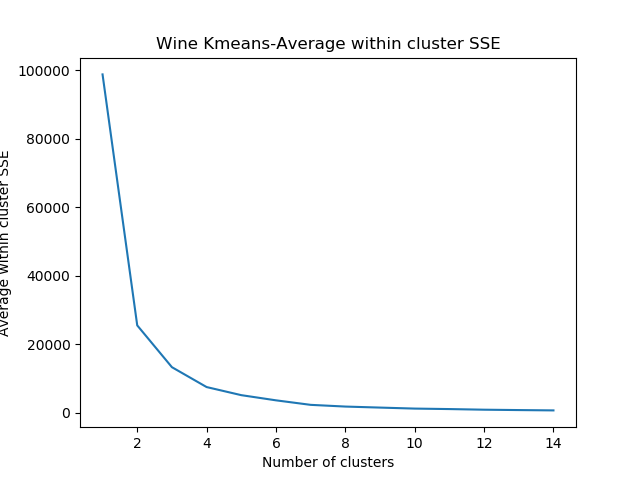 Wine Kmeans-Average within cluster SSE
100000
80000
60000
40000
20000
0
Average within cluster SSE
2 4 6 8 10 12 14
Number of clusters